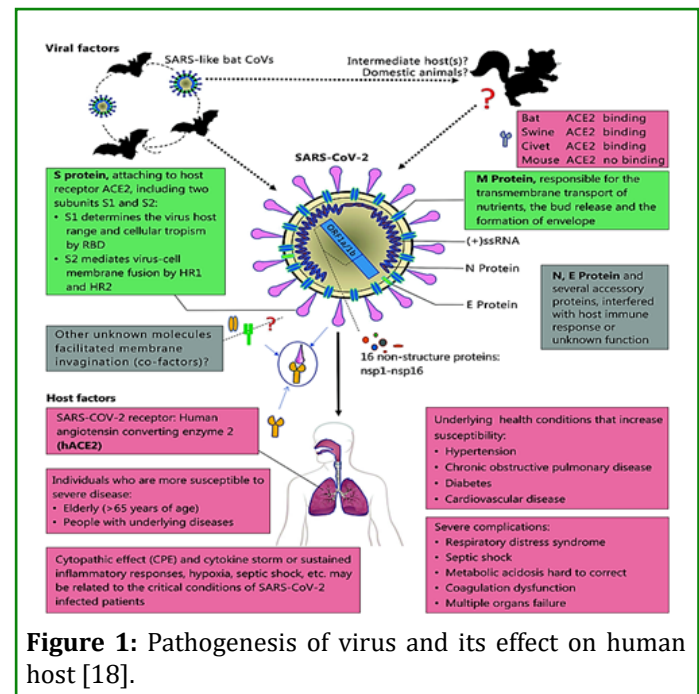 Viral factors
SARS-like bat CoVs
Intermediate host(s)?
Domestic animals?
?
Bat ACE2 binding
Swine ACE2 binding
Civet ACE2 binding
Mouse ACE2 no binding
SARS-CoV-2
S protein, attaching to host
receptor ACE2, including two
subunits S1 and S2:
• S1 determines the virus host
range and cellular tropism by
RBD
• S2 mediates virus-cell
membrane fusion by HR1
and HR2
M Protein, responsible for the
transmembrane transport of
nutrients, the bud release and the
formation of envelope
ORF1a/1b
(+)ssRNA
N Protein
E Protein
N, E Protein and
several accessory
proteins, interfered
with host immune
response or
unknown function
Other unknown molecules
facilitated membrane
invagination (co-factors)?
?
16 non-structure proteins:
nsp1-nsp16
Host factors
SARS-COV-2 receptor: Human
angiotensin converting enzyme 2
(hACE2)
Individuals who are more susceptible to
severe disease:
• Elderly (>65 years of age)
• People with underlying diseases
Cytopathic effect (CPE) and cytokine storm or sustained
inflammatory responses, hypoxia, septic shock, etc. may
be related to the critical conditions of SARS-CoV-2
infected patients
Underlying health conditions that increase
susceptibility:
• Hypertension
• Chronic obstructive pulmonary disease
• Diabetes
• Cardiovascular disease
Severe complications:
• Respiratory distress syndrome
• Septic shock
• Metabolic acidosis hard to correct
• Coagulation dysfunction
• Multiple organs failure
Figure 1: Pathogenesis of virus and its effect on human
host [18].